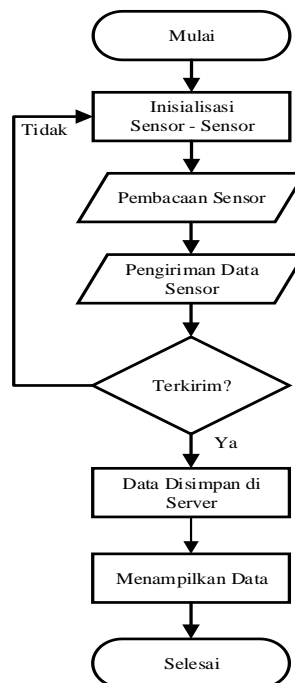 Mulai
Inisialisasi
Sensor - Sensor
Tidak
Pembacaan Sensor
Pengiriman Data
Sensor
Terkirim?
Ya
Data Disimpan di
Server
Menampilkan Data
Selesai